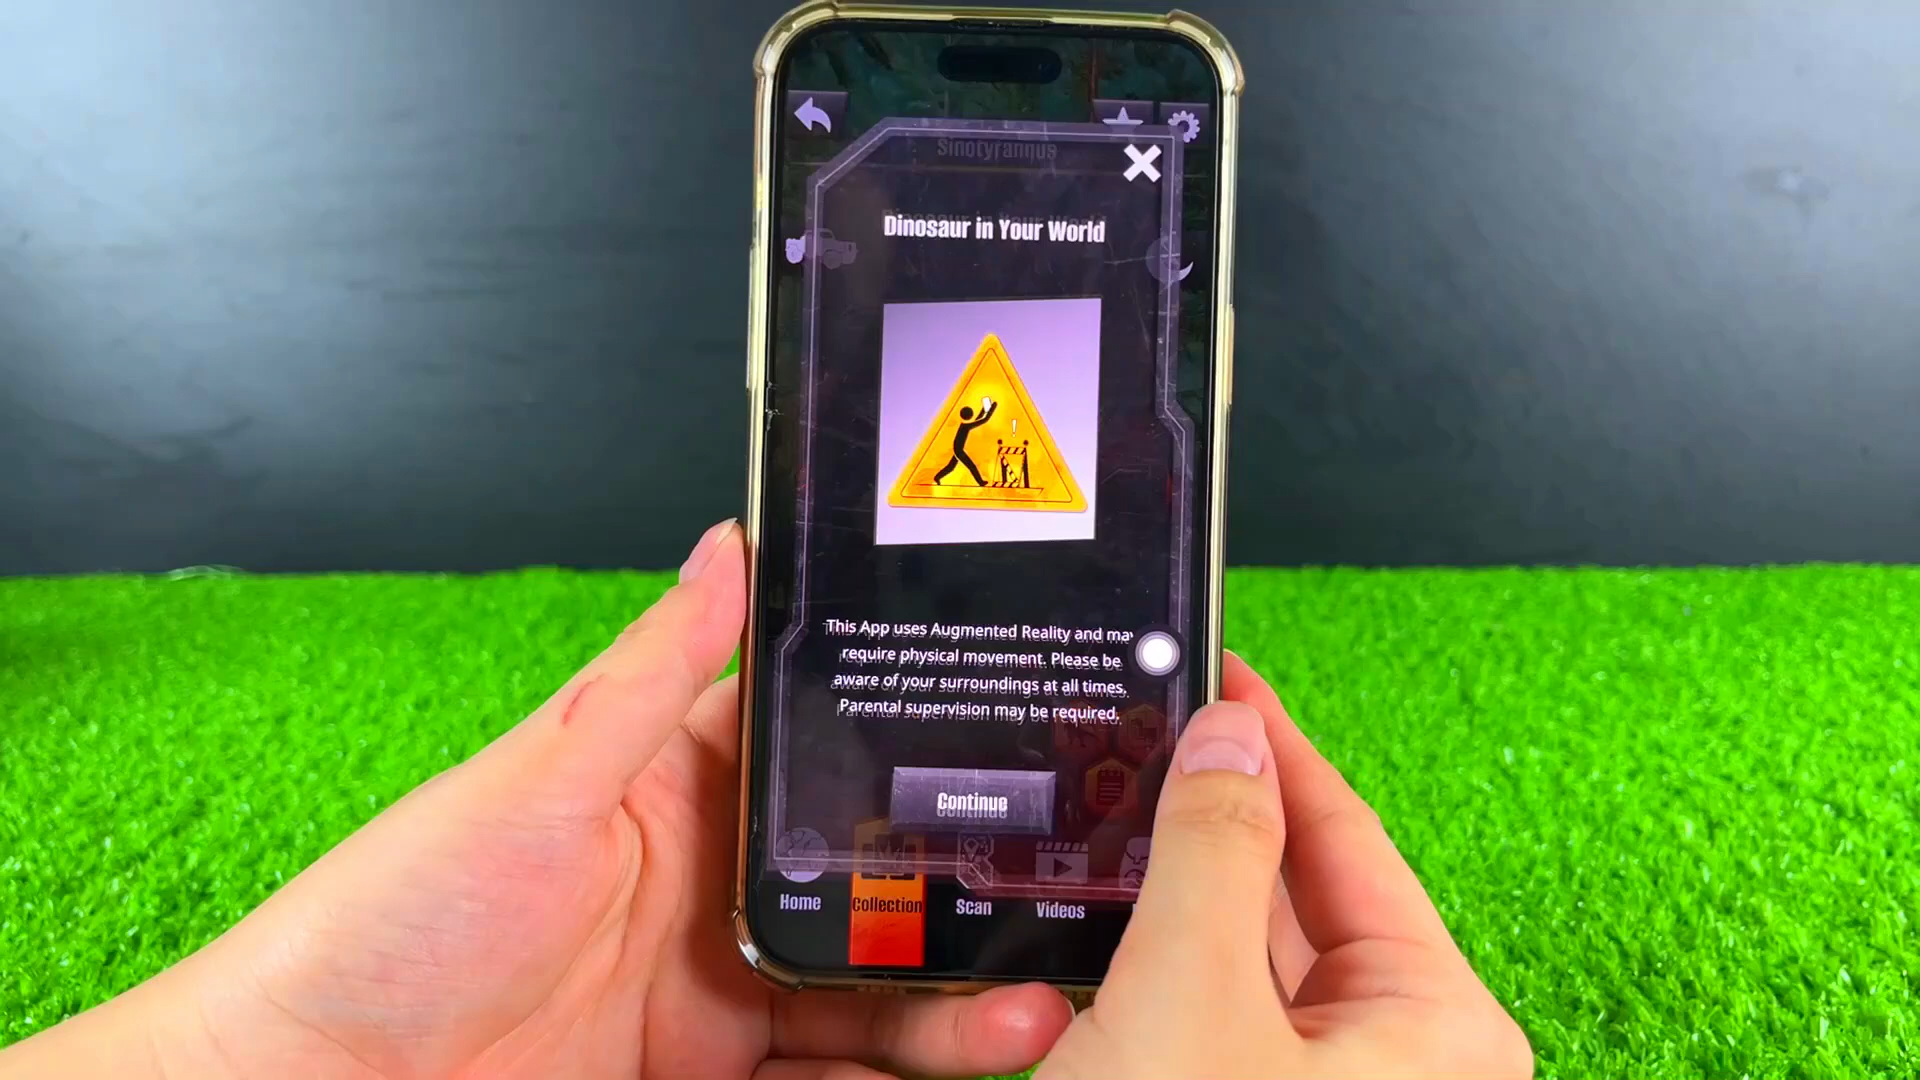 Sinotyrannus
Dinosaur in Your World
!
This App uses Augmented Reality and may
require physical movement. Please be
aware of your surroundings at all times.
Parental supervision may be required.
Continue
Home
Collection
Scan
Videos